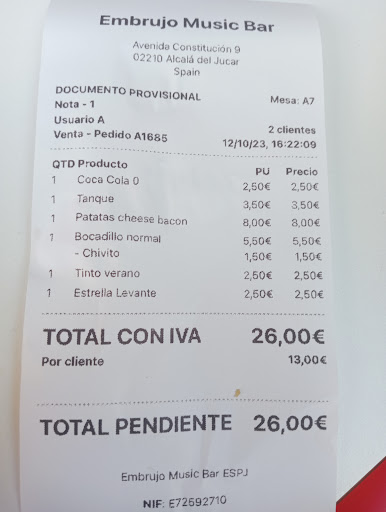 Embrujo Music Bar
Avenida Constitución 9
02210 Alcalá del Jucar
Spain
DOCUMENTO PROVISIONAL
Nota - 1 Mesa: A7
Usuario A
Venta - Pedido A1685 2 clientes
12/10/23, 16:22:09
QTD Producto PU Precio
1 Coca Cola 0 2,50€ 2,50€
1 Tanque 3,50€ 3,50€
1 Patatas cheese bacon 8,00€ 8,00€
1 Bocadillo normal 5,50€ 5,50€
- Chivito 1,50€ 1,50€
1 Tinto verano 2,50€ 2,50€
1 Estrella Levante 2,50€ 2,50€
TOTAL CON IVA 26,00€
Por cliente 13,00€
TOTAL PENDIENTE 26,00€
Embrujo Music Bar ESPJ
NIF: E72592710